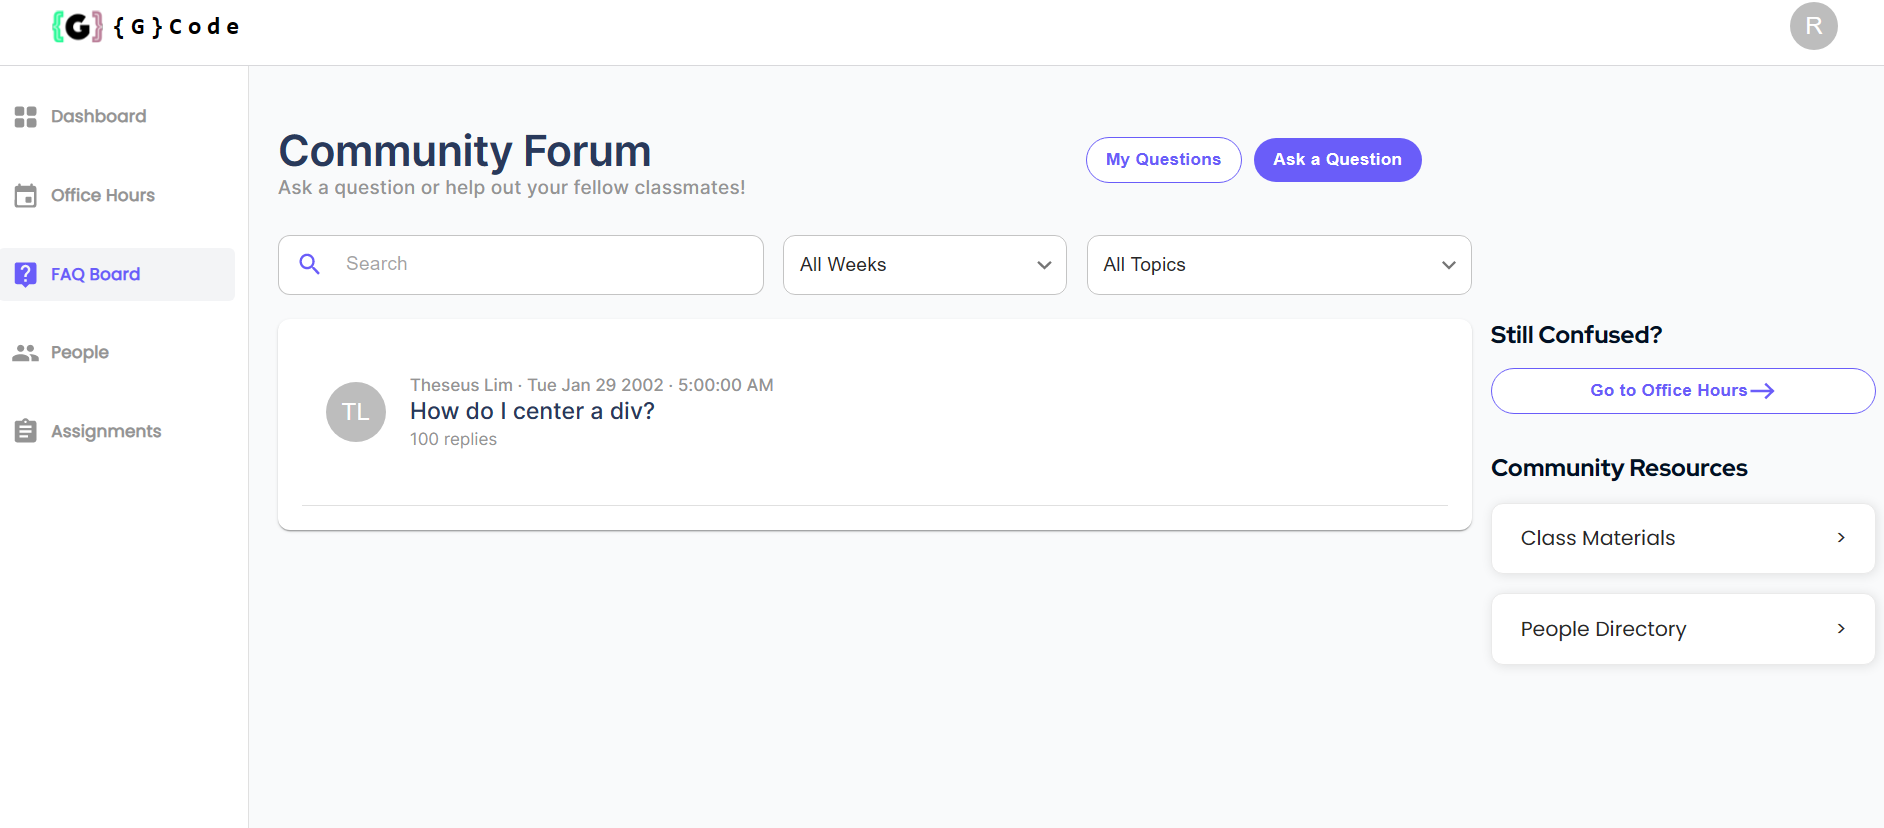 {G} {G}Code
R
Dashboard
Office Hours
FAQ Board
People
Assignments
Community Forum
Ask a question or help out your fellow classmates!
My Questions
Ask a Question
Search
All Weeks
All Topics
TL
Theseus Lim · Tue Jan 29 2002 · 5:00:00 AM
How do I center a div?
100 replies
Still Confused?
Go to Office Hours
Community Resources
Class Materials
People Directory